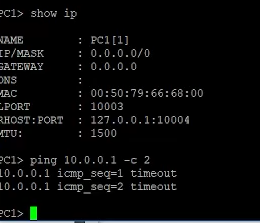 PC1> show ip
NAME : PC1[1]
IP/MASK : 0.0.0.0/0
GATEWAY : 0.0.0.0
DNS :
MAC : 00:50:79:66:68:00
LPORT : 10003
RHOST:PORT : 127.0.0.1:10004
MTU: : 1500
PC1> ping 10.0.0.1 -c 2
10.0.0.1 icmp_seq=1 timeout
10.0.0.1 icmp_seq=2 timeout
PC1>